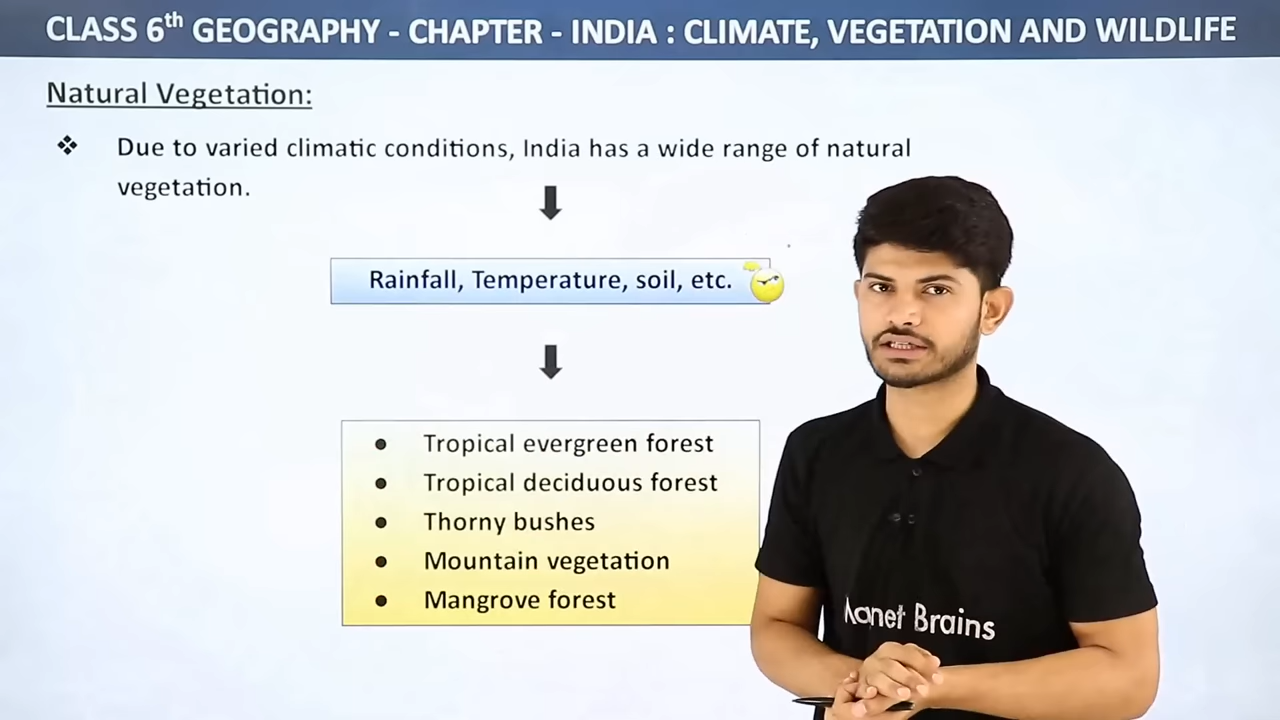 CLASS 6th GEOGRAPHY - CHAPTER - INDIA : CLIMATE, VEGETATION AND WILDLIFE
Natural Vegetation:
❖ Due to varied climatic conditions, India has a wide range of natural
vegetation.
Rainfall, Temperature, soil, etc.
● Tropical evergreen forest
● Tropical deciduous forest
● Thorny bushes
● Mountain vegetation
● Mangrove forest
Brains